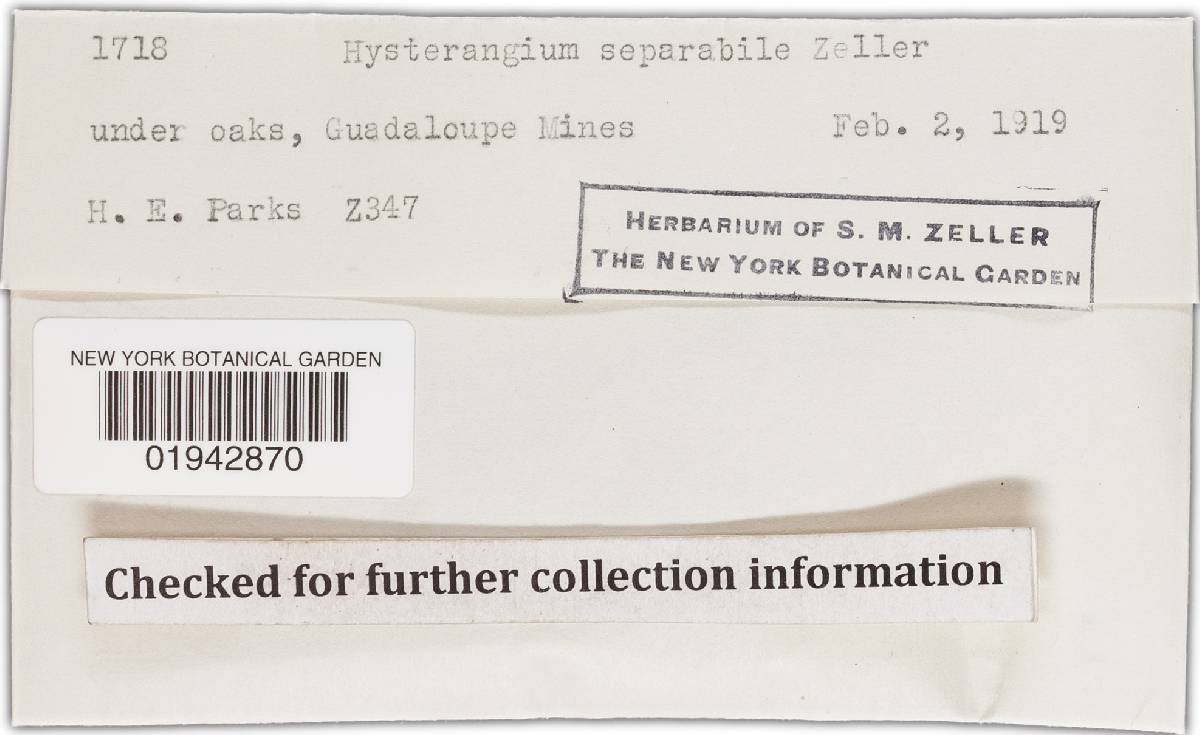 1718 Hysterangium separabile Zeller
under oaks, Guadaloupe Mines Feb. 2, 1919
H. E. Parks Z347
HERBARIUM OF S. M. ZELLER
THE NEW YORK BOTANICAL GARDEN
NEW YORK BOTANICAL GARDEN
01942870
Checked for further collection information